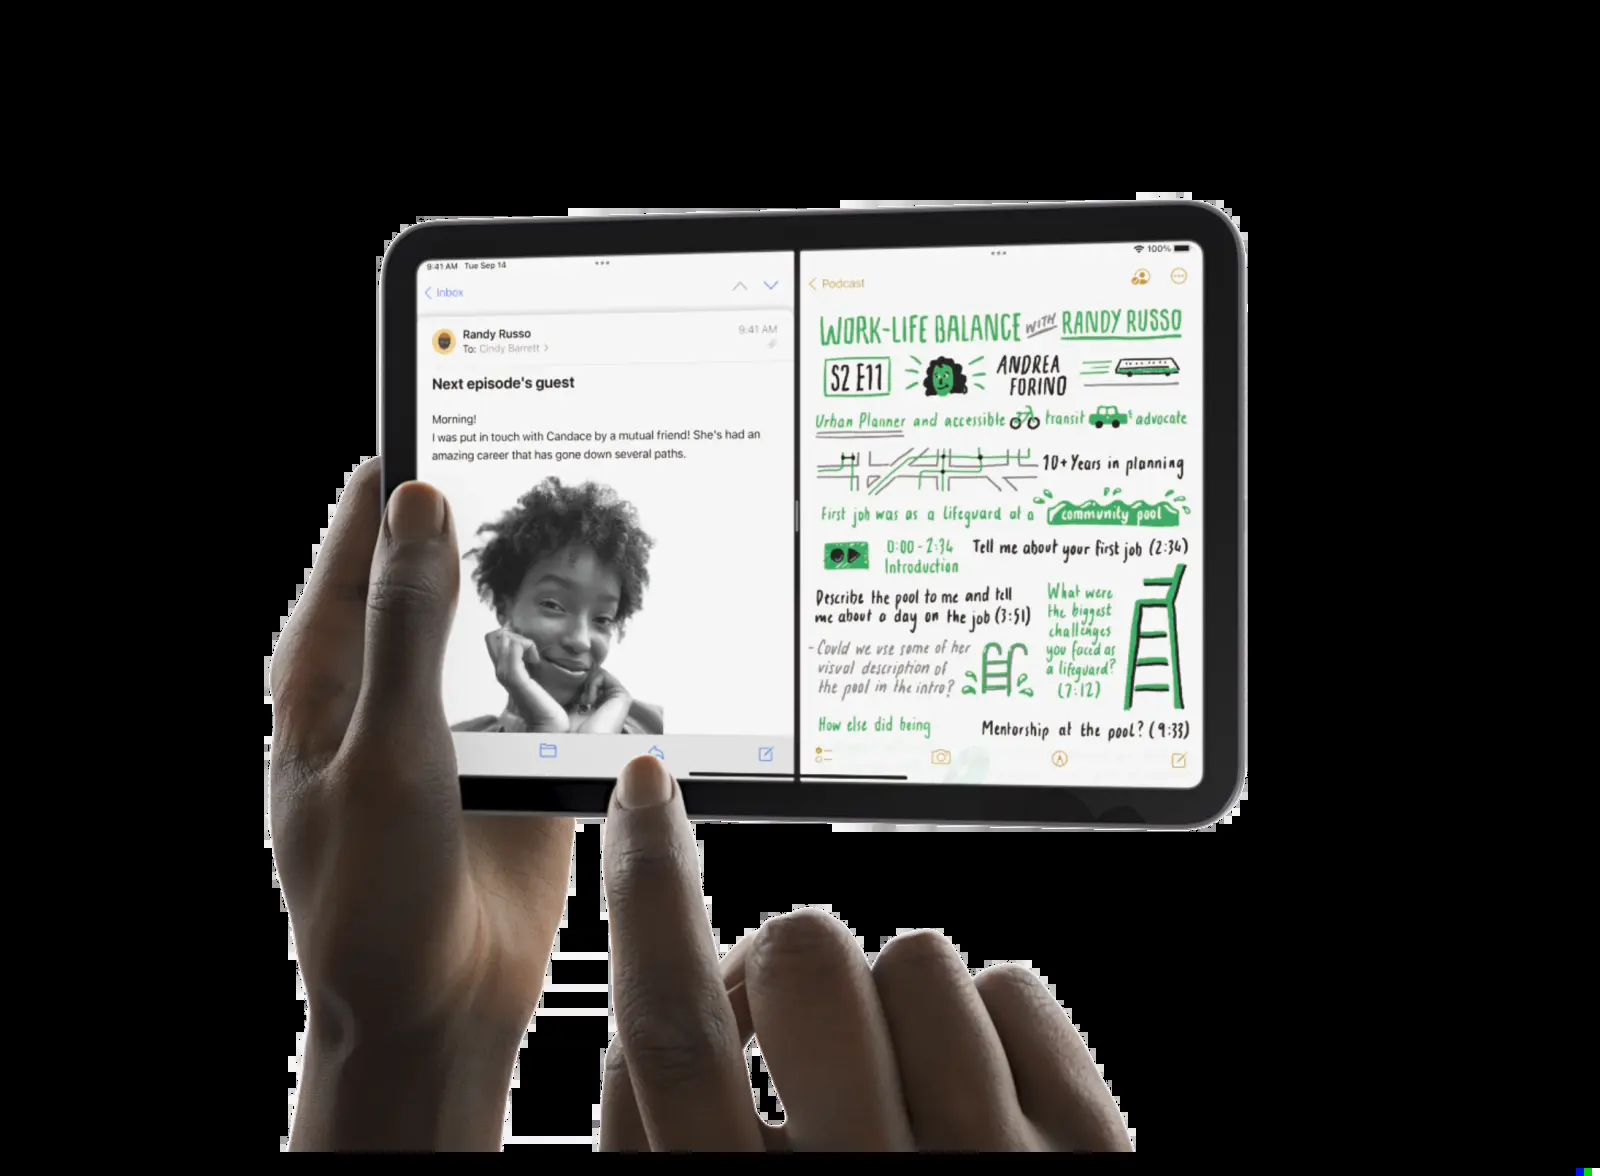 9:41 AM Tue Sep 14
Inbox
Randy Russo
9:41 AM
To: Cindy Barrett
Next episode's guest
Morning!
I was put in touch with Candace by a mutual friend! She's had an
amazing career that has gone down several paths.
100%
Podcast
WORK-LIFE BALANCE WITH RANDY RUSSO
S2 E11
ANDREA
FORINO
Urban Planner and accessible transit advocate
10+ Years in planning
First job was as a lifeguard at a community pool
0:00 - 2:34
Introduction
Tell me about your first job (2:34)
Describe the pool to me and tell
me about a day on the job (3:51)
- Could we use some of her
visual description of
the pool in the intro?
What were
the biggest
challenges
you faced as
a lifeguard?
(7:12)
How else did being
Mentorship at the pool? (9:33)